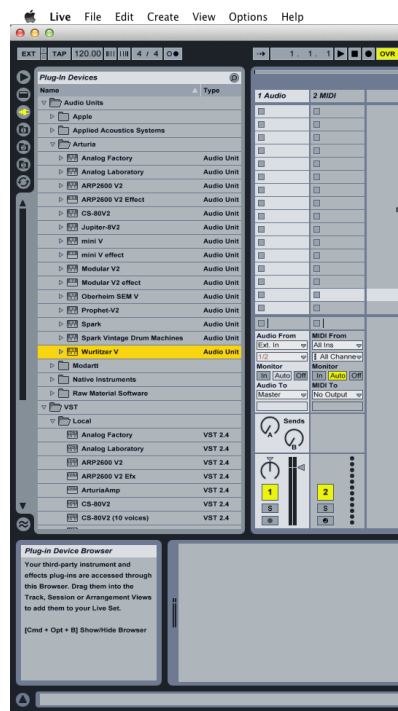 Live File Edit Create View Options Help
EXT TAP 120.00 4 / 4 1 . 1 . 1 OVR
Plug-In Devices
Name Type
Audio Units
Apple
Applied Acoustics Systems
Arturia
Analog Factory Audio Unit
Analog Laboratory Audio Unit
ARP2600 V2 Audio Unit
ARP2600 V2 Effect Audio Unit
CS-80V2 Audio Unit
Jupiter-8V2 Audio Unit
mini V Audio Unit
mini V effect Audio Unit
Modular V2 Audio Unit
Modular V2 effect Audio Unit
Oberheim SEM V Audio Unit
Prophet-V2 Audio Unit
Spark Audio Unit
Spark Vintage Drum Machines Audio Unit
Wurlitzer V Audio Unit
Modartt
Native Instruments
Raw Material Software
VST
Local
Analog Factory VST 2.4
Analog Laboratory VST 2.4
ARP2600 V2 VST 2.4
ARP2600 V2 Efx VST 2.4
ArturiaAmp VST 2.4
CS-80V2 VST 2.4
CS-80V2 (10 voices) VST 2.4
1 Audio 2 MIDI
Audio From MIDI From
Ext. In All Ins
1/2 All Channe
Monitor Monitor
In Auto Off In Auto Off
Audio To MIDI To
Master No Output
Sends
A
B
1 2
S S
Plug-in Device Browser
Your third-party instrument and
effects plug-ins are accessed through
this Browser. Drag them into the
Track, Session or Arrangement Views
to add them to your Live Set.
[Cmd + Opt + B] Show/Hide Browser